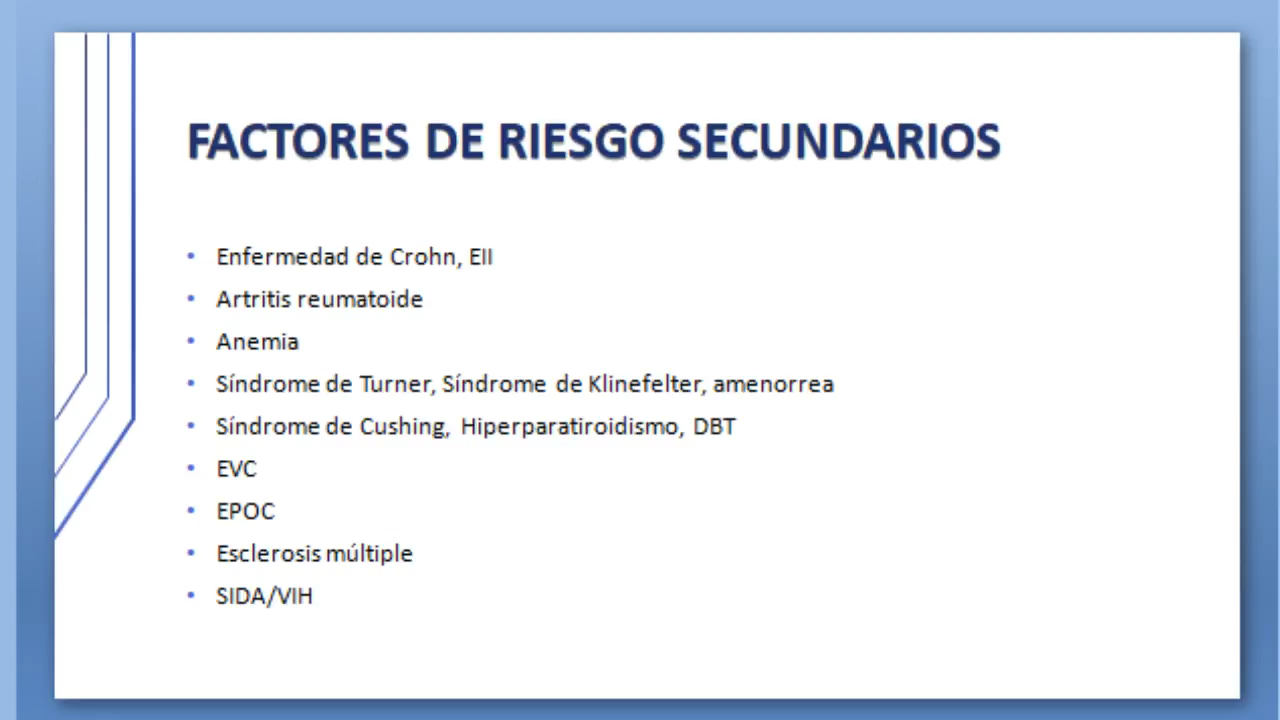 FACTORES DE RIESGO SECUNDARIOS
• Enfermedad de Crohn, EII
• Artritis reumatoide
• Anemia
• Síndrome de Turner, Síndrome de Klinefelter, amenorrea
• Síndrome de Cushing, Hiperparatiroidismo, DBT
• EVC
• EPOC
• Esclerosis múltiple
• SIDA/VIH